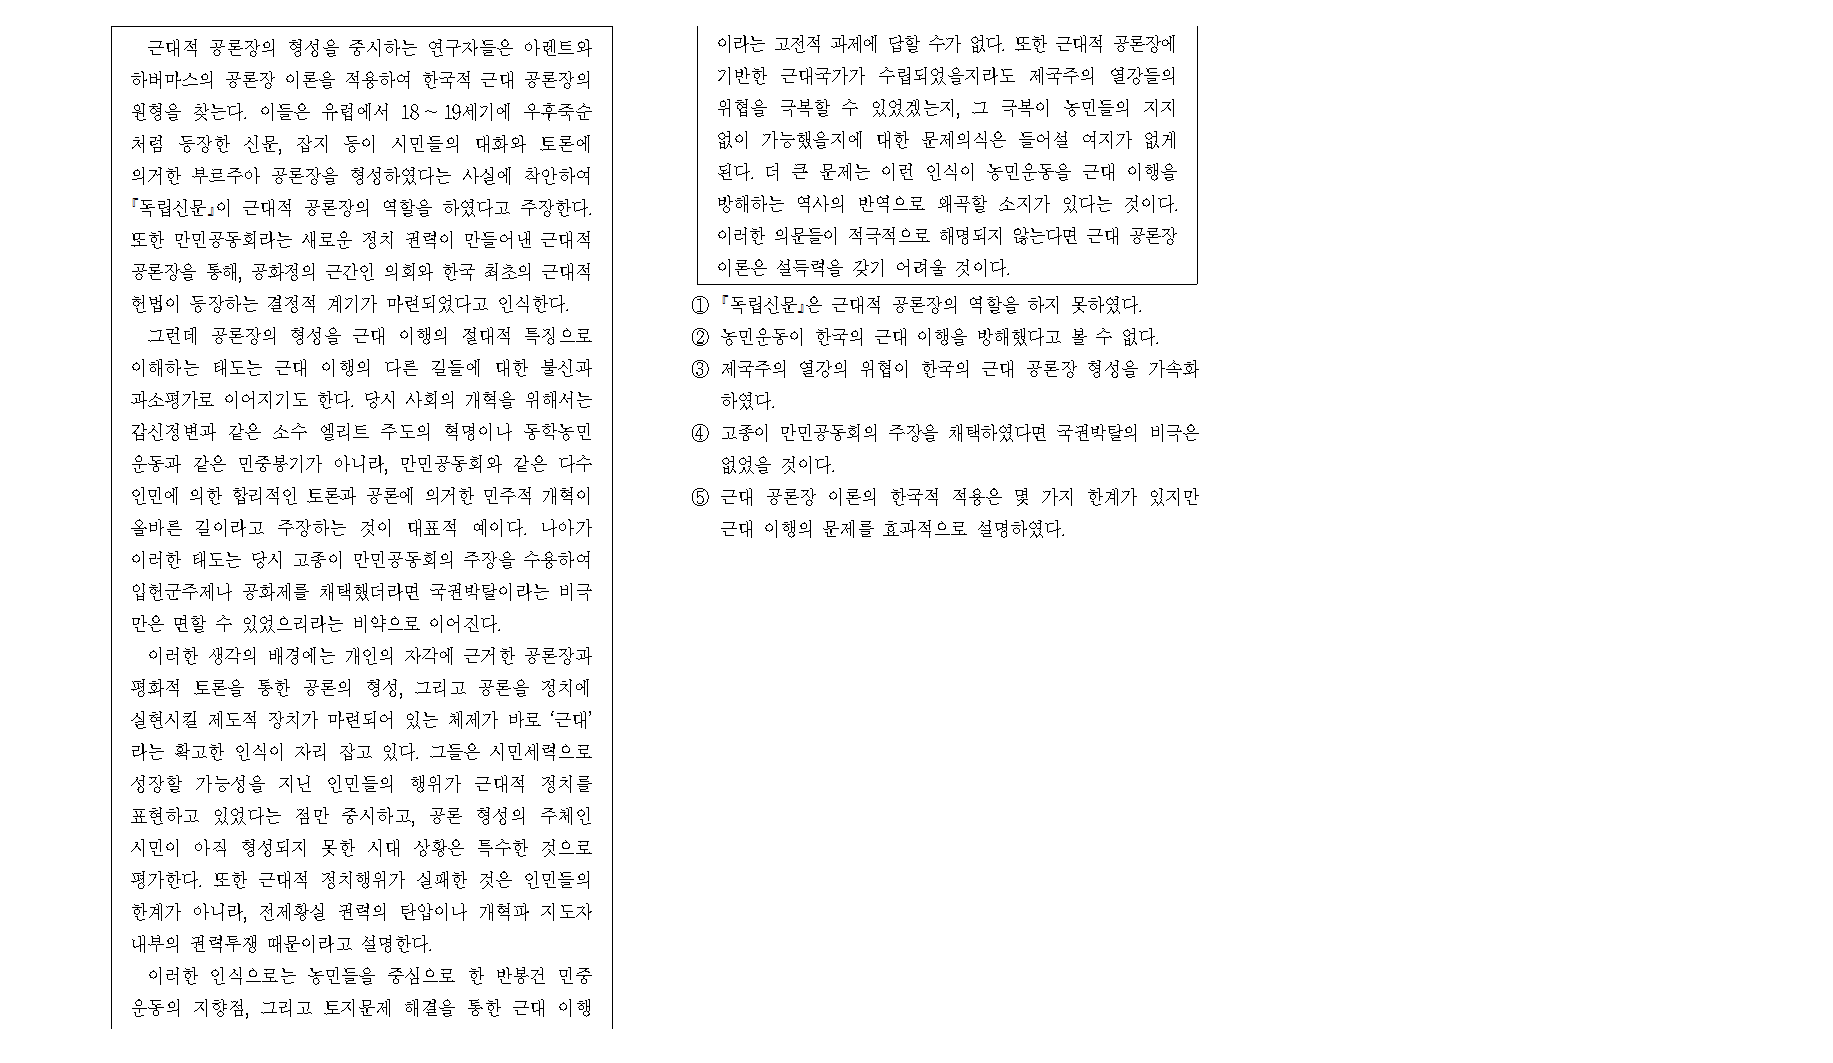 근대적 공론장의 형성을 중시하는 연구자들은 아렌트와
하버마스의 공론장 이론을 적용하여 한국적 근대 공론장의
원형을 찾는다. 이들은 유럽에서 18～19세기에 우후죽순
처럼 등장한 신문, 잡지 등이 시민들의 대화와 토론에
의거한 부르주아 공론장을 형성하였다는 사실에 착안하여
『독립신문』이 근대적 공론장의 역할을 하였다고 주장한다.
또한 만민공동회라는 새로운 정치 권력이 만들어낸 근대적
공론장을 통해, 공화정의 근간인 의회와 한국 최초의 근대적
헌법이 등장하는 결정적 계기가 마련되었다고 인식한다.
그런데 공론장의 형성을 근대 이행의 절대적 특징으로
이해하는 태도는 근대 이행의 다른 길들에 대한 불신과
과소평가로 이어지기도 한다. 당시 사회의 개혁을 위해서는
갑신정변과 같은 소수 엘리트 주도의 혁명이나 동학농민
운동과 같은 민중봉기가 아니라, 만민공동회와 같은 다수
인민에 의한 합리적인 토론과 공론에 의거한 민주적 개혁이
올바른 길이라고 주장하는 것이 대표적 예이다. 나아가
이러한 태도는 당시 고종이 만민공동회의 주장을 수용하여
입헌군주제나 공화제를 채택했더라면 국권박탈이라는 비극
만은 면할 수 있었으리라는 비약으로 이어진다.
이러한 생각의 배경에는 개인의 자각에 근거한 공론장과
평화적 토론을 통한 공론의 형성, 그리고 공론을 정치에
실현시킬 제도적 장치가 마련되어 있는 체제가 바로 ‘근대’
라는 확고한 인식이 자리 잡고 있다. 그들은 시민세력으로
성장할 가능성을 지닌 인민들의 행위가 근대적 정치를
표현하고 있었다는 점만 중시하고, 공론 형성의 주체인
시민이 아직 형성되지 못한 시대 상황은 특수한 것으로
평가한다. 또한 근대적 정치행위가 실패한 것은 인민들의
한계가 아니라, 전제황실 권력의 탄압이나 개혁파 지도자
내부의 권력투쟁 때문이라고 설명한다.
이러한 인식으로는 농민들을 중심으로 한 반봉건 민중
운동의 지향점, 그리고 토지문제 해결을 통한 근대 이행
이라는 고전적 과제에 답할 수가 없다. 또한 근대적 공론장에
기반한 근대국가가 수립되었을지라도 제국주의 열강들의
위협을 극복할 수 있었겠는지, 그 극복이 농민들의 지지
없이 가능했을지에 대한 문제의식은 들어설 여지가 없게
된다. 더 큰 문제는 이런 인식이 농민운동을 근대 이행을
방해하는 역사의 반역으로 왜곡할 소지가 있다는 것이다.
이러한 의문들이 적극적으로 해명되지 않는다면 근대 공론장
이론은 설득력을 갖기 어려울 것이다.
① 『독립신문』은 근대적 공론장의 역할을 하지 못하였다.
② 농민운동이 한국의 근대 이행을 방해했다고 볼 수 없다.
③ 제국주의 열강의 위협이 한국의 근대 공론장 형성을 가속화
하였다.
④ 고종이 만민공동회의 주장을 채택하였다면 국권박탈의 비극은
없었을 것이다.
⑤ 근대 공론장 이론의 한국적 적용은 몇 가지 한계가 있지만
근대 이행의 문제를 효과적으로 설명하였다.